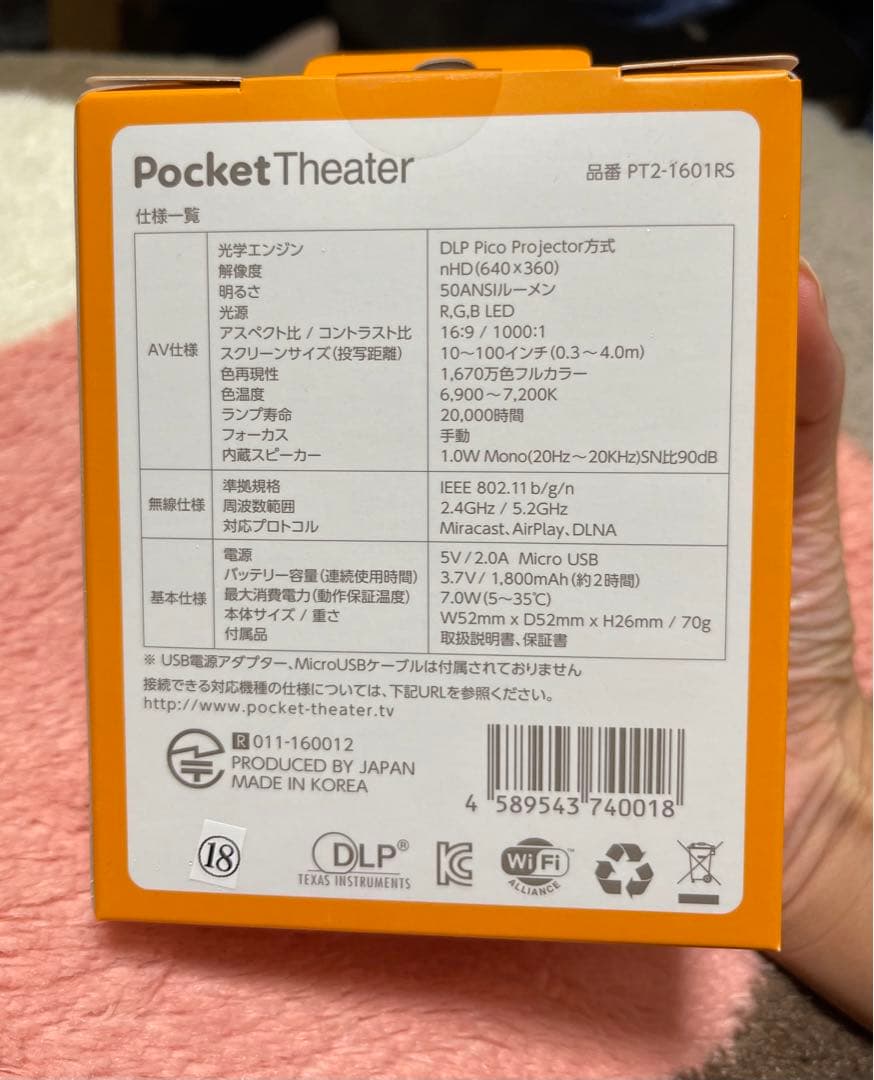 PocketTheater 品番 PT2-1601RS
仕様一覧
AV仕様
光学エンジン DLP Pico Projector方式
解像度 nHD(640×360)
明るさ 50ANSIルーメン
光源 R,G,B LED
アスペクト比 / コントラスト比 16:9 / 1000:1
スクリーンサイズ(投写距離) 10～100インチ(0.3～4.0m)
色再現性 1,670万色フルカラー
色温度 6,900～7,200K
ランプ寿命 20,000時間
フォーカス 手動
内蔵スピーカー 1.0W Mono(20Hz～20KHz)SN比90dB
無線仕様
準拠規格 IEEE 802.11 b/g/n
周波数範囲 2.4GHz / 5.2GHz
対応プロトコル Miracast、AirPlay、DLNA
基本仕様
電源 5V / 2.0A Micro USB
バッテリー容量(連続使用時間) 3.7V / 1,800mAh(約2時間)
最大消費電力(動作保証温度) 7.0W(5～35℃)
本体サイズ / 重さ W52mm x D52mm x H26mm / 70g
付属品 取扱説明書、保証書
※ USB電源アダプター、MicroUSBケーブルは付属されておりません
接続できる対応機種の仕様については、下記URLを参照ください。
http://www.pocket-theater.tv
R 011-160012
PRODUCED BY JAPAN
MADE IN KOREA
4 589543 740018
⑱
DLP®
TEXAS INSTRUMENTS
KC
Wi Fi™
ALLIANCE